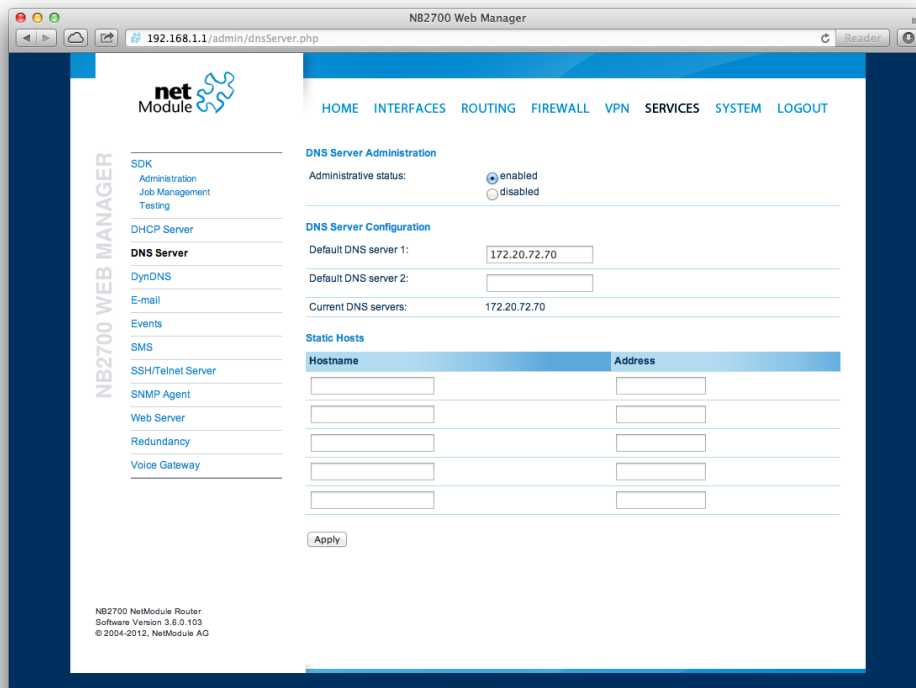 NB2700 Web Manager
192.168.1.1/admin/dnsServer.php
Reader
net
Module
HOME INTERFACES ROUTING FIREWALL VPN SERVICES SYSTEM LOGOUT
NB2700 WEB MANAGER
SDK
Administration
Job Management
Testing
DHCP Server
DNS Server
DynDNS
E-mail
Events
SMS
SSH/Telnet Server
SNMP Agent
Web Server
Redundancy
Voice Gateway
DNS Server Administration
Administrative status: enabled
disabled
DNS Server Configuration
Default DNS server 1: 172.20.72.70
Default DNS server 2:
Current DNS servers: 172.20.72.70
Static Hosts
Hostname Address
Apply
NB2700 NetModule Router
Software Version 3.6.0.103
© 2004-2012, NetModule AG